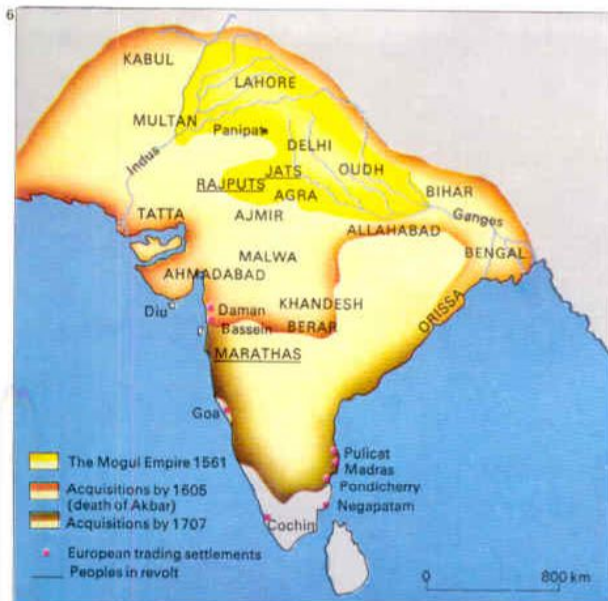 6
KABUL
LAHORE
MULTAN
Panipat
DELHI
Indus
JATS
OUDH
RAJPUTS
AGRA
BIHAR
TATTA
AJMIR
Ganges
ALLAHABAD
MALWA
BENGAL
AHMADABAD
Diu
Daman
KHANDESH
ORISSA
Bassein
BERAR
MARATHAS
Goa
The Mogul Empire 1561
Acquisitions by 1605
(death of Akbar)
Acquisitions by 1707
European trading settlements
Peoples in revolt
Pulicat
Madras
Pondicherry
Negapatam
Cochin
0 800 km